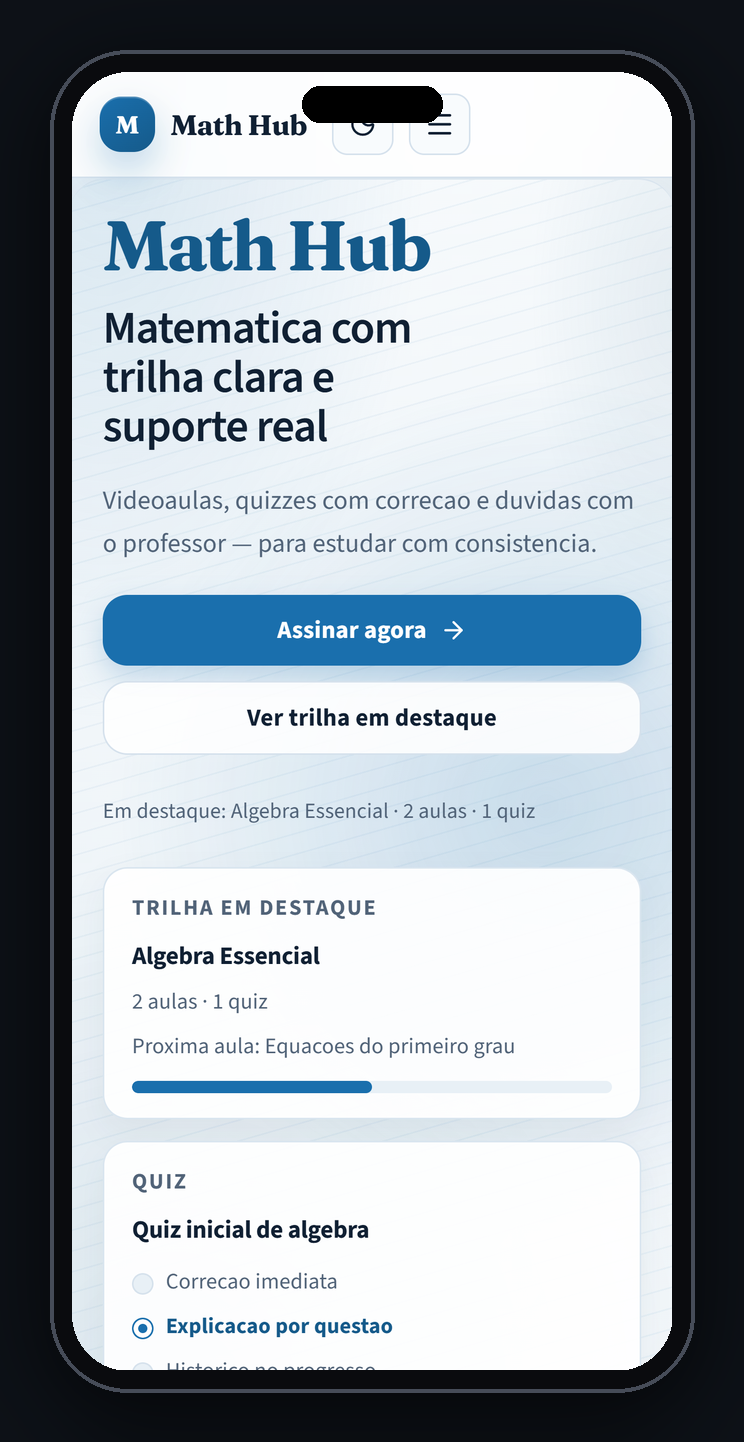 M
Math Hub
Math Hub
Matematica com
trilha clara e
suporte real
Videoaulas, quizzes com correcao e duvidas com
o professor — para estudar com consistencia.
Assinar agora →
Ver trilha em destaque
Em destaque: Algebra Essencial · 2 aulas · 1 quiz
TRILHA EM DESTAQUE
Algebra Essencial
2 aulas · 1 quiz
Proxima aula: Equacoes do primeiro grau
QUIZ
Quiz inicial de algebra
Correcao imediata
Explicacao por questao
Historico no progresso